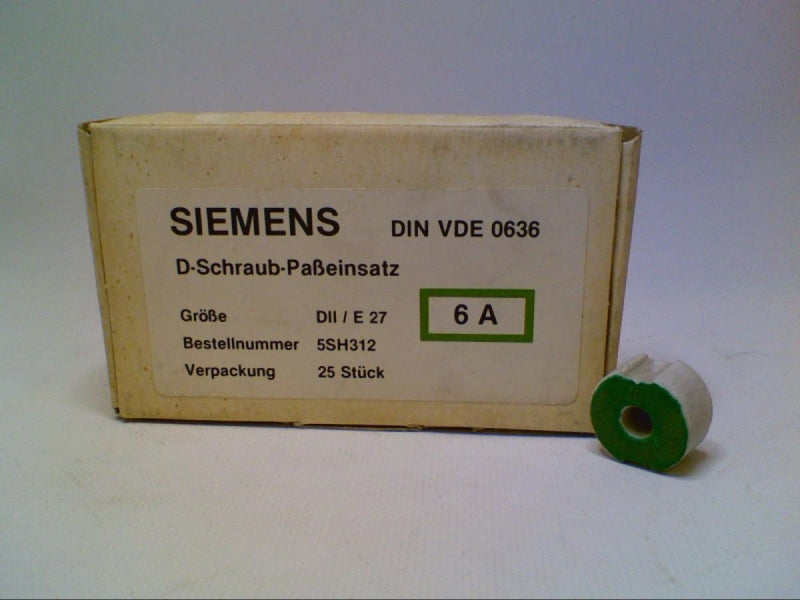 SIEMENS DIN VDE 0636
D-Schraub-Paßeinsatz
Größe DII / E 27
6 A
Bestellnummer 5SH312
Verpackung 25 Stück